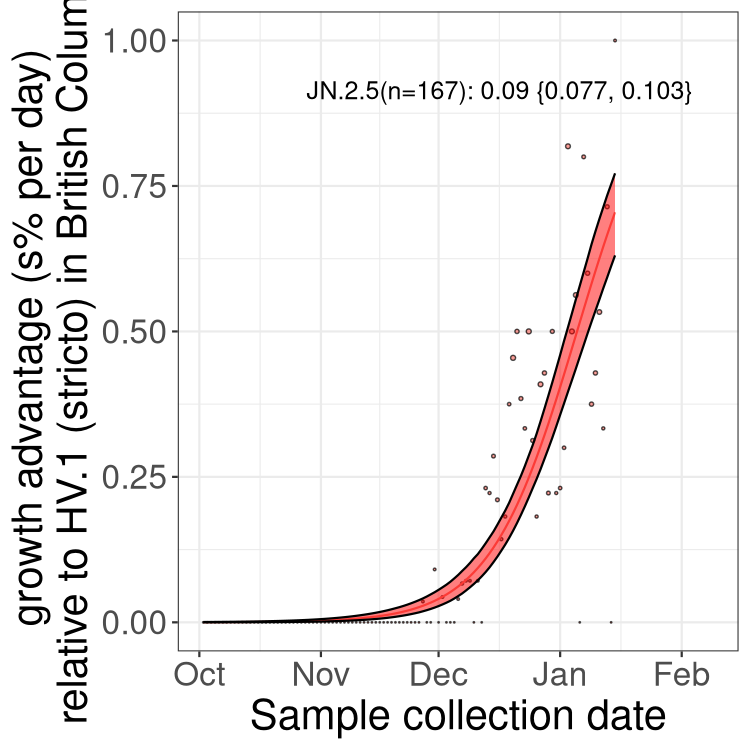 growth advantage (s% per day)
relative to HV.1 (stricto) in British Colum
1.00
0.75
0.50
0.25
0.00
JN.2.5(n=167): 0.09 {0.077, 0.103}
Oct Nov Dec Jan Feb
Sample collection date